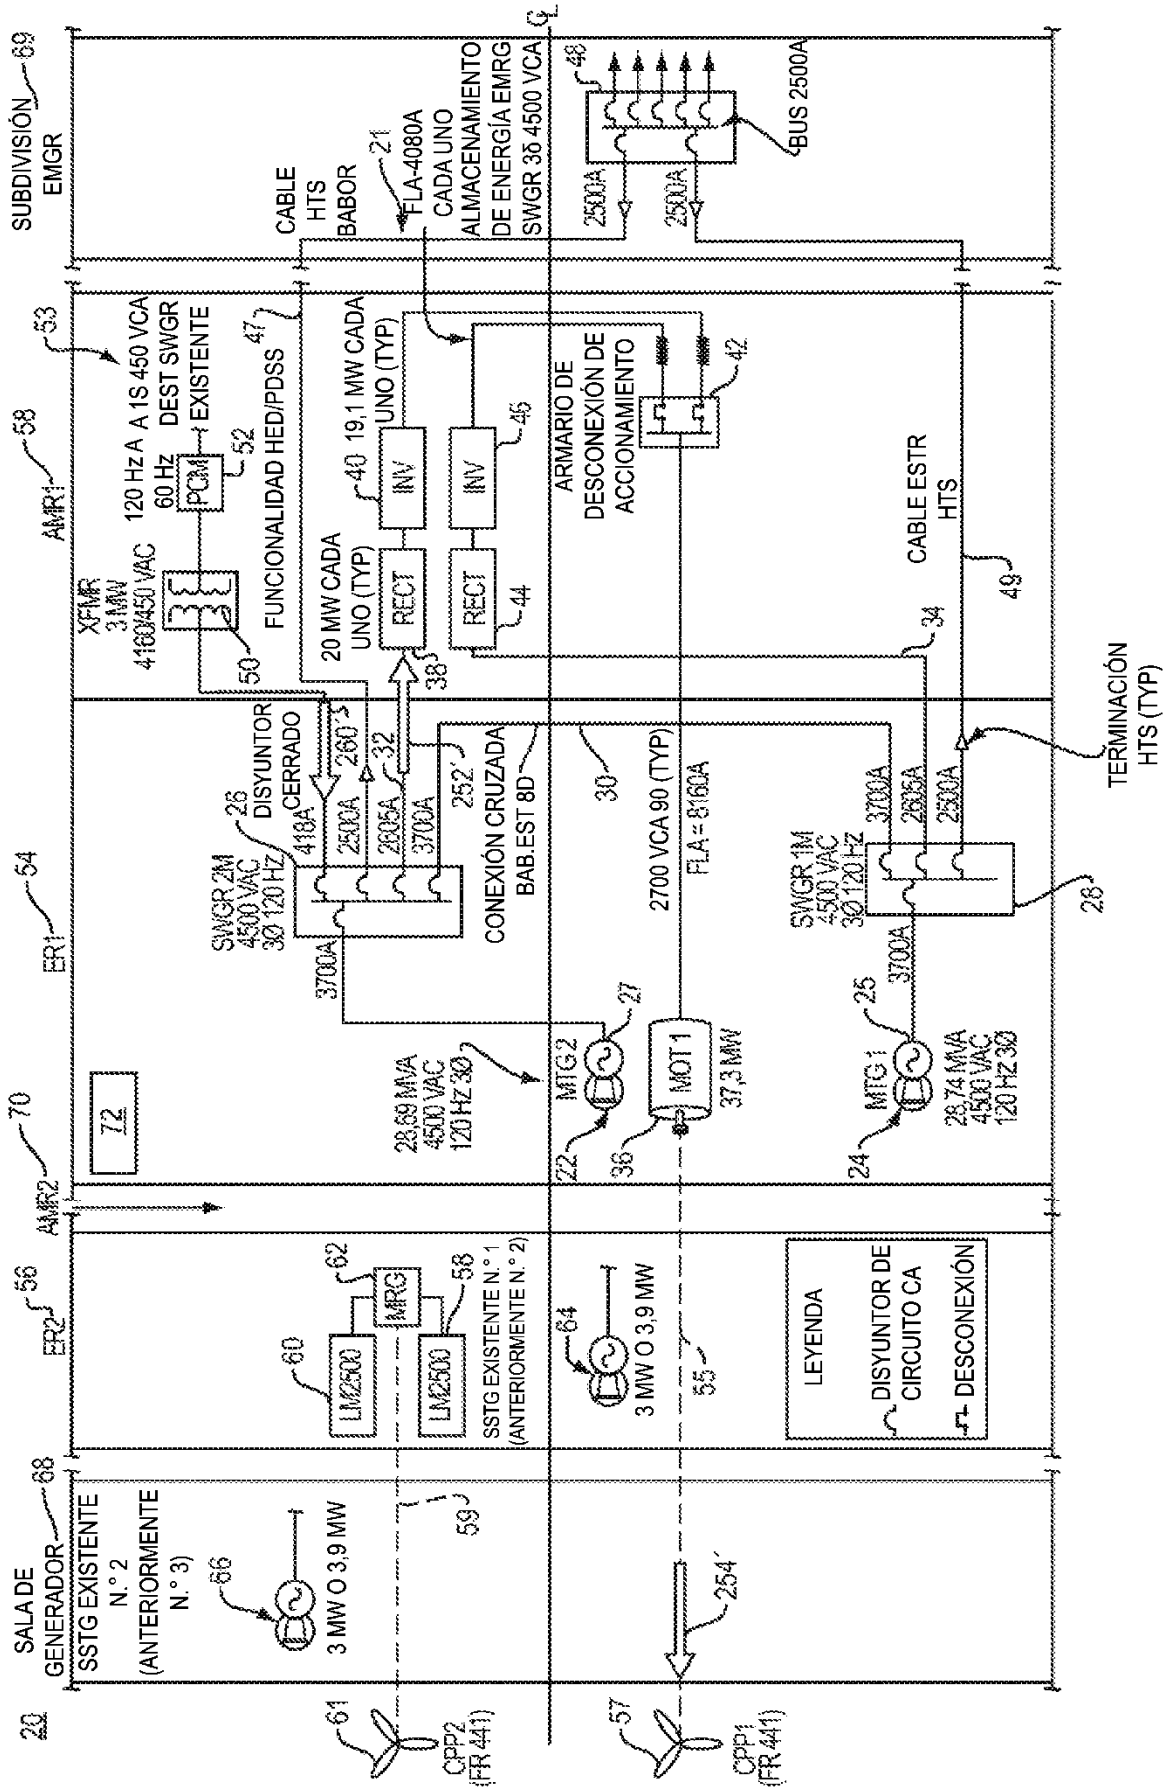 20
SALA DE
GENERADOR
68
SSTG EXISTENTE
N.° 2
(ANTERIORMENTE
N.° 3)
66
3 MW O 3,9 MW
61
CPP2
(FR 441)
59
57
CPP1
(FR 441)
254´
ER2
56
60
LM2500
62
MRG
LM2500
58
SSTG EXISTENTE N.° 1
(ANTERIORMENTE N.° 2)
64
3 MW O 3,9 MW
55
LEYENDA
DISYUNTOR DE
CIRCUITO CA
DESCONEXIÓN
AMR2
70
ER1
54
72
SWGR 2M
4500 VAC
3Ø 120 HZ
26
DISYUNTOR
CERRADO
260´
418A
2500A
32
2605A
3700A
252´
3700A
CONEXIÓN CRUZADA
BAB.EST 8D
30
28,69 MVA
4500 VAC
120 HZ 3Ø
MTG 2
27
22
36
MOT 1
37,3 MW
2700 VCA 90 (TYP)
FLA = 8160A
MTG 1
25
24
28,74 MVA
4500 VAC
120 HZ 3Ø
3700A
SWGR 1M
4500 VAC
3Ø 120 HZ
3700A
2605A
2500A
28
TERMINACIÓN
HTS (TYP)
AMR1
58
53
XFMR
3 MW
4160/450 VAC
50
120 Hz A
60 Hz
A 1S 450 VCA
DEST SWGR
EXISTENTE
PCM
52
FUNCIONALIDAD HED/PDSS
47
20 MW CADA
UNO (TYP)
40
19,1 MW CADA
UNO (TYP)
RECT
INV
38
RECT
INV
44
46
ARMARIO DE
DESCONEXIÓN DE
ACCIONAMIENTO
42
34
CABLE ESTR
HTS
49
SUBDIVISIÓN
EMGR
69
CABLE
HTS
BABOR
21
FLA-4080A
CADA UNO
ALMACENAMIENTO
DE ENERGÍA EMRG
SWGR 3δ 4500 VCA
48
2500A
2500A
BUS 2500A